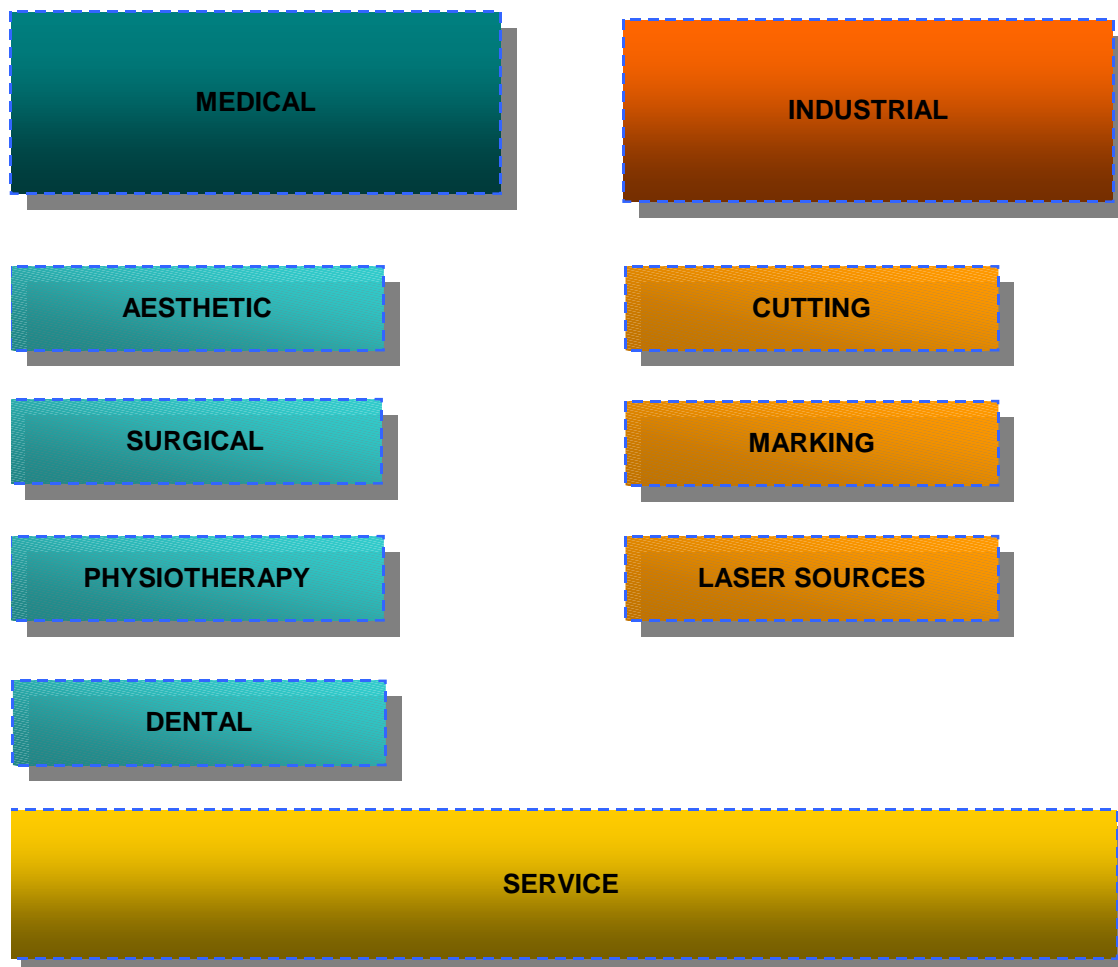 MEDICAL
INDUSTRIAL
AESTHETIC
CUTTING
SURGICAL
MARKING
PHYSIOTHERAPY
LASER SOURCES
DENTAL
SERVICE